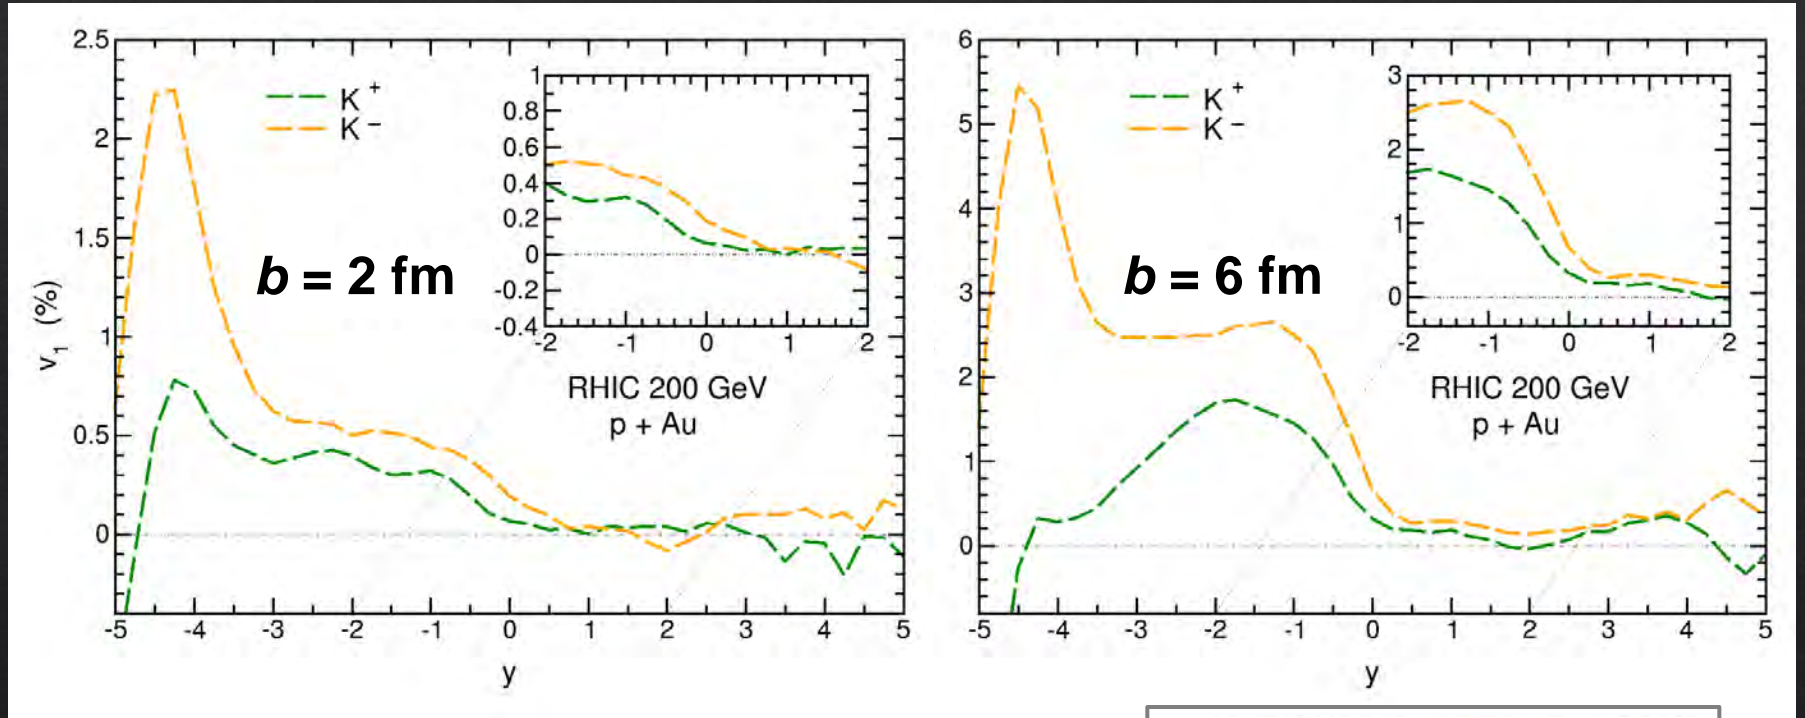 v₁ (%)
2.5
2
1.5
1
0.5
0
-5 -4 -3 -2 -1 0 1 2 3 4 5
y
K⁺
K⁻
b = 2 fm
1
0.8
0.6
0.4
0.2
0
-0.2
-0.4
-2 -1 0 1 2
RHIC 200 GeV
p + Au
6
5
4
3
2
1
0
-5 -4 -3 -2 -1 0 1 2 3 4 5
y
K⁺
K⁻
b = 6 fm
3
2
1
0
-2 -1 0 1 2
RHIC 200 GeV
p + Au